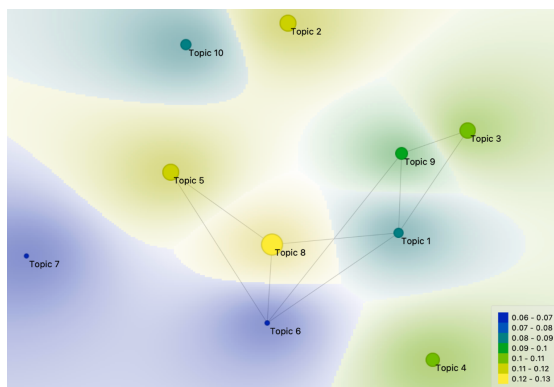 Topic 2
Topic 10
Topic 3
Topic 9
Topic 5
Topic 1
Topic 8
Topic 7
Topic 6
Topic 4
0.06 - 0.07
0.07 - 0.08
0.08 - 0.09
0.09 - 0.1
0.1 - 0.11
0.11 - 0.12
0.12 - 0.13